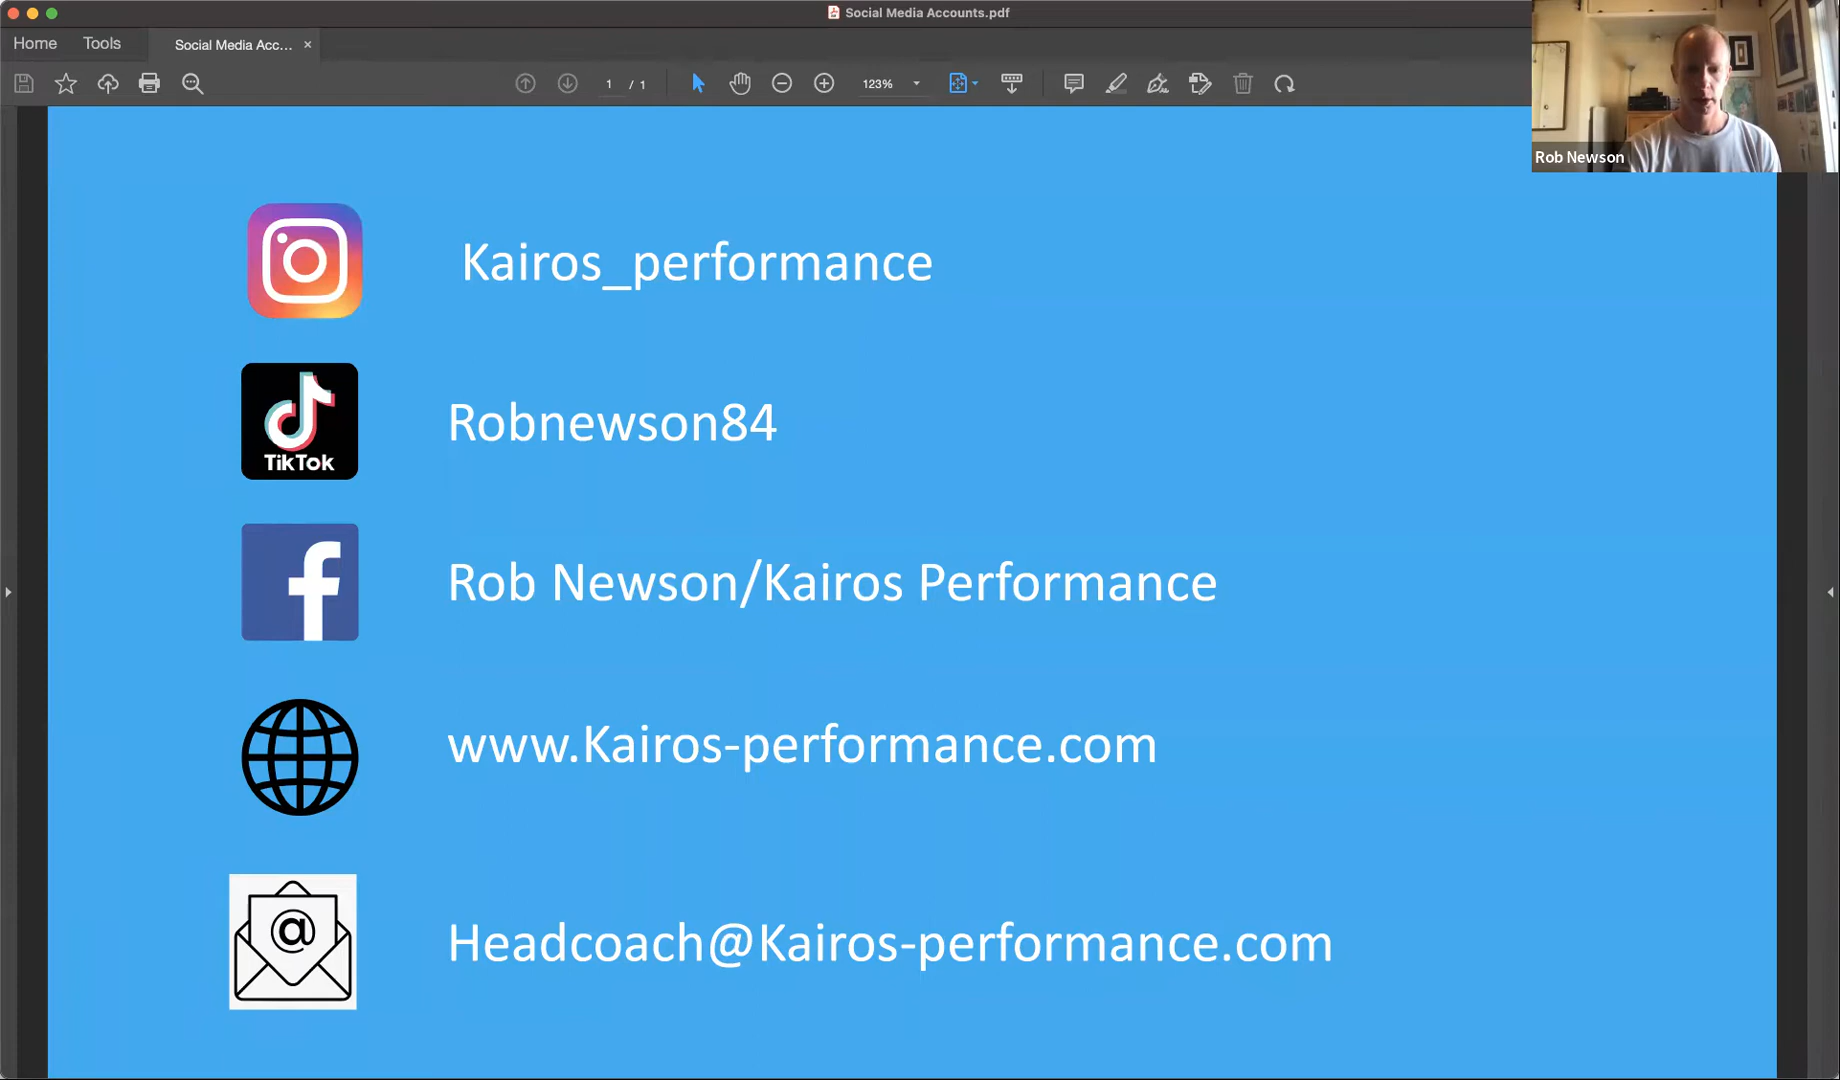 Social Media Accounts.pdf
Home
Tools
Social Media Acc...
1 / 1
123%
Rob Newson
Kairos_performance
TikTok
Robnewson84
Rob Newson/Kairos Performance
www.Kairos-performance.com
@
Headcoach@Kairos-performance.com